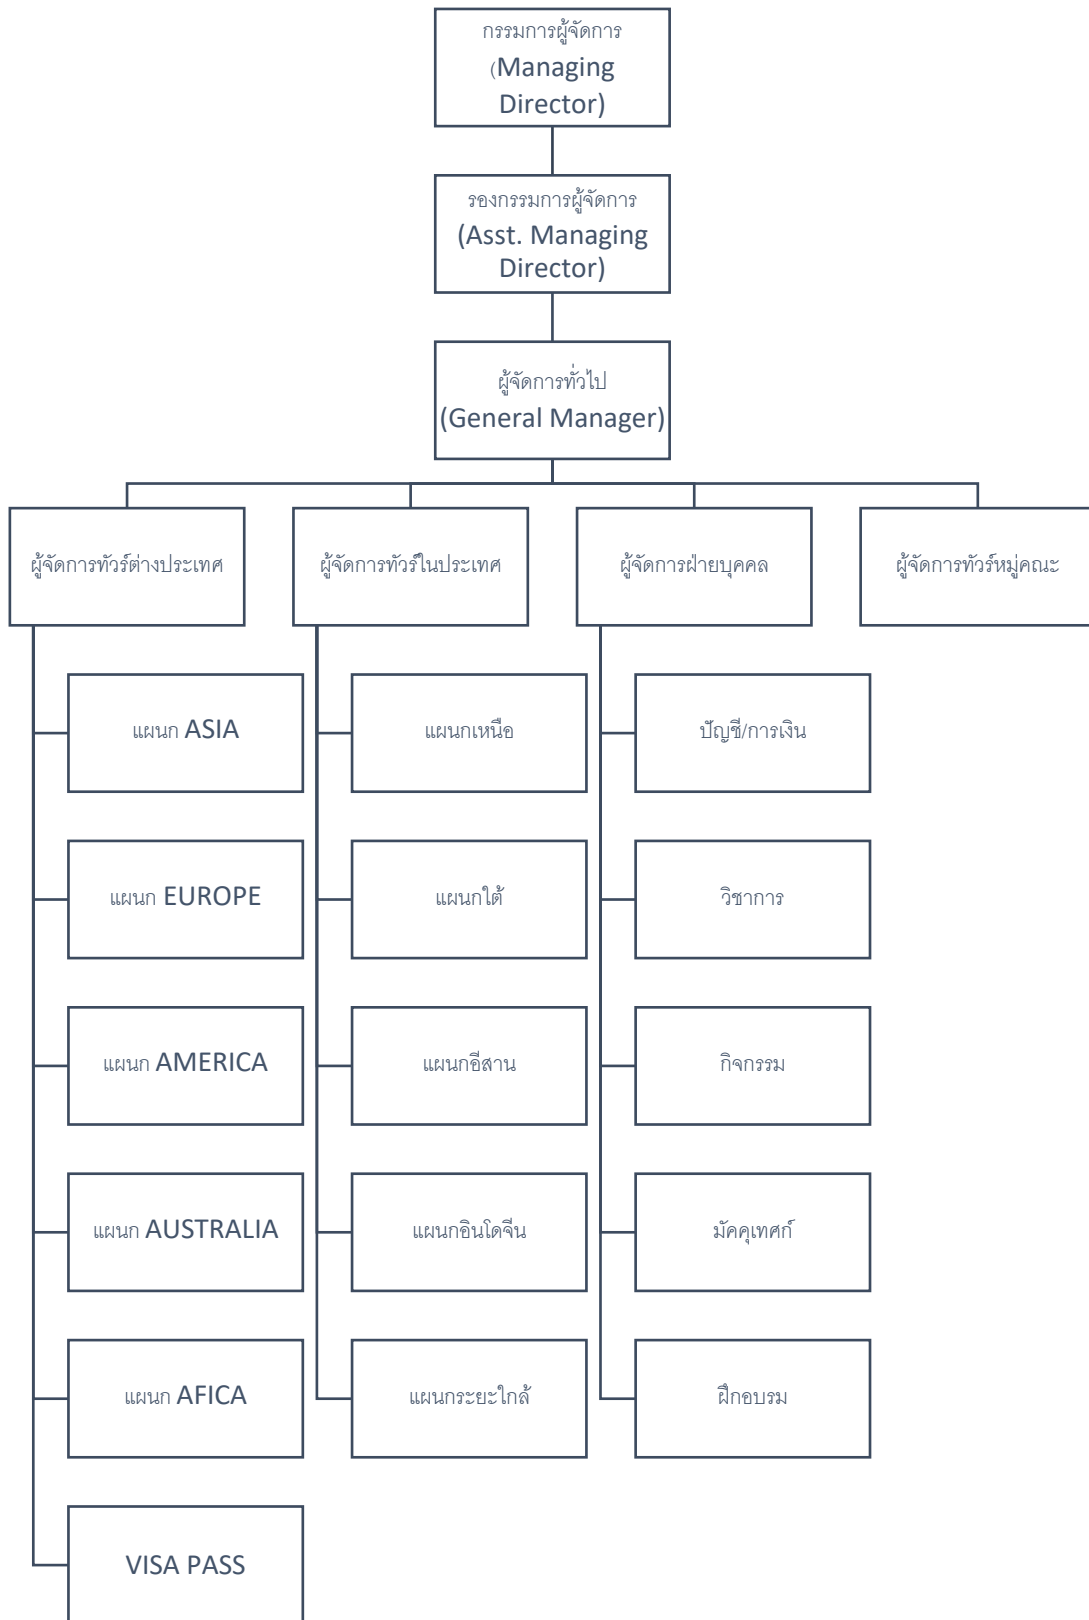 กรรมการผู้จัดการ
(Managing
Director)
รองกรรมการผู้จัดการ
(Asst. Managing
Director)
ผู้จัดการทั่วไป
(General Manager)
ผู้จัดการทัวร์ต่างประเทศ
ผู้จัดการทัวร์ในประเทศ
ผู้จัดการฝ่ายบุคคล
ผู้จัดการทัวร์หมู่คณะ
แผนก ASIA
แผนกเหนือ
บัญชี/การเงิน
แผนก EUROPE
แผนกใต้
วิชาการ
แผนก AMERICA
แผนกอีสาน
กิจกรรม
แผนก AUSTRALIA
แผนกอินโดจีน
มัคคุเทศก์
แผนก AFICA
แผนกระยะใกล้
ฝึกอบรม
VISA PASS